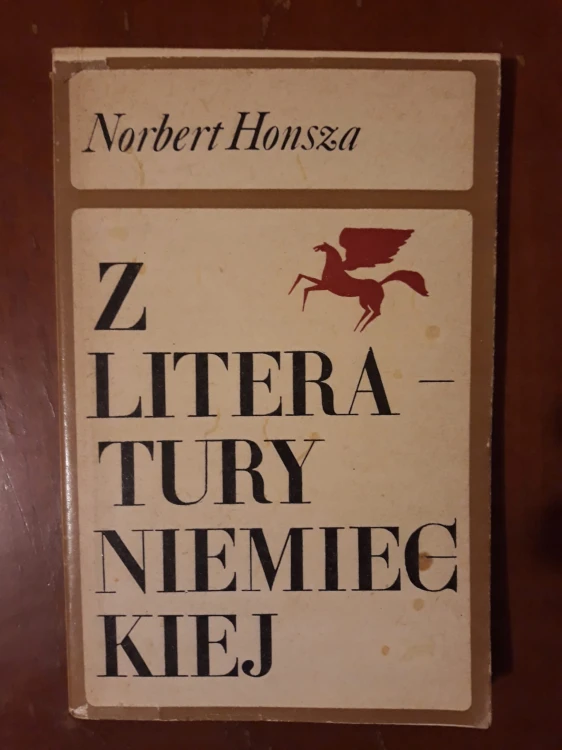 Norbert Honsza
Z
LITERA-
TURY
NIEMIEC
KIEJ